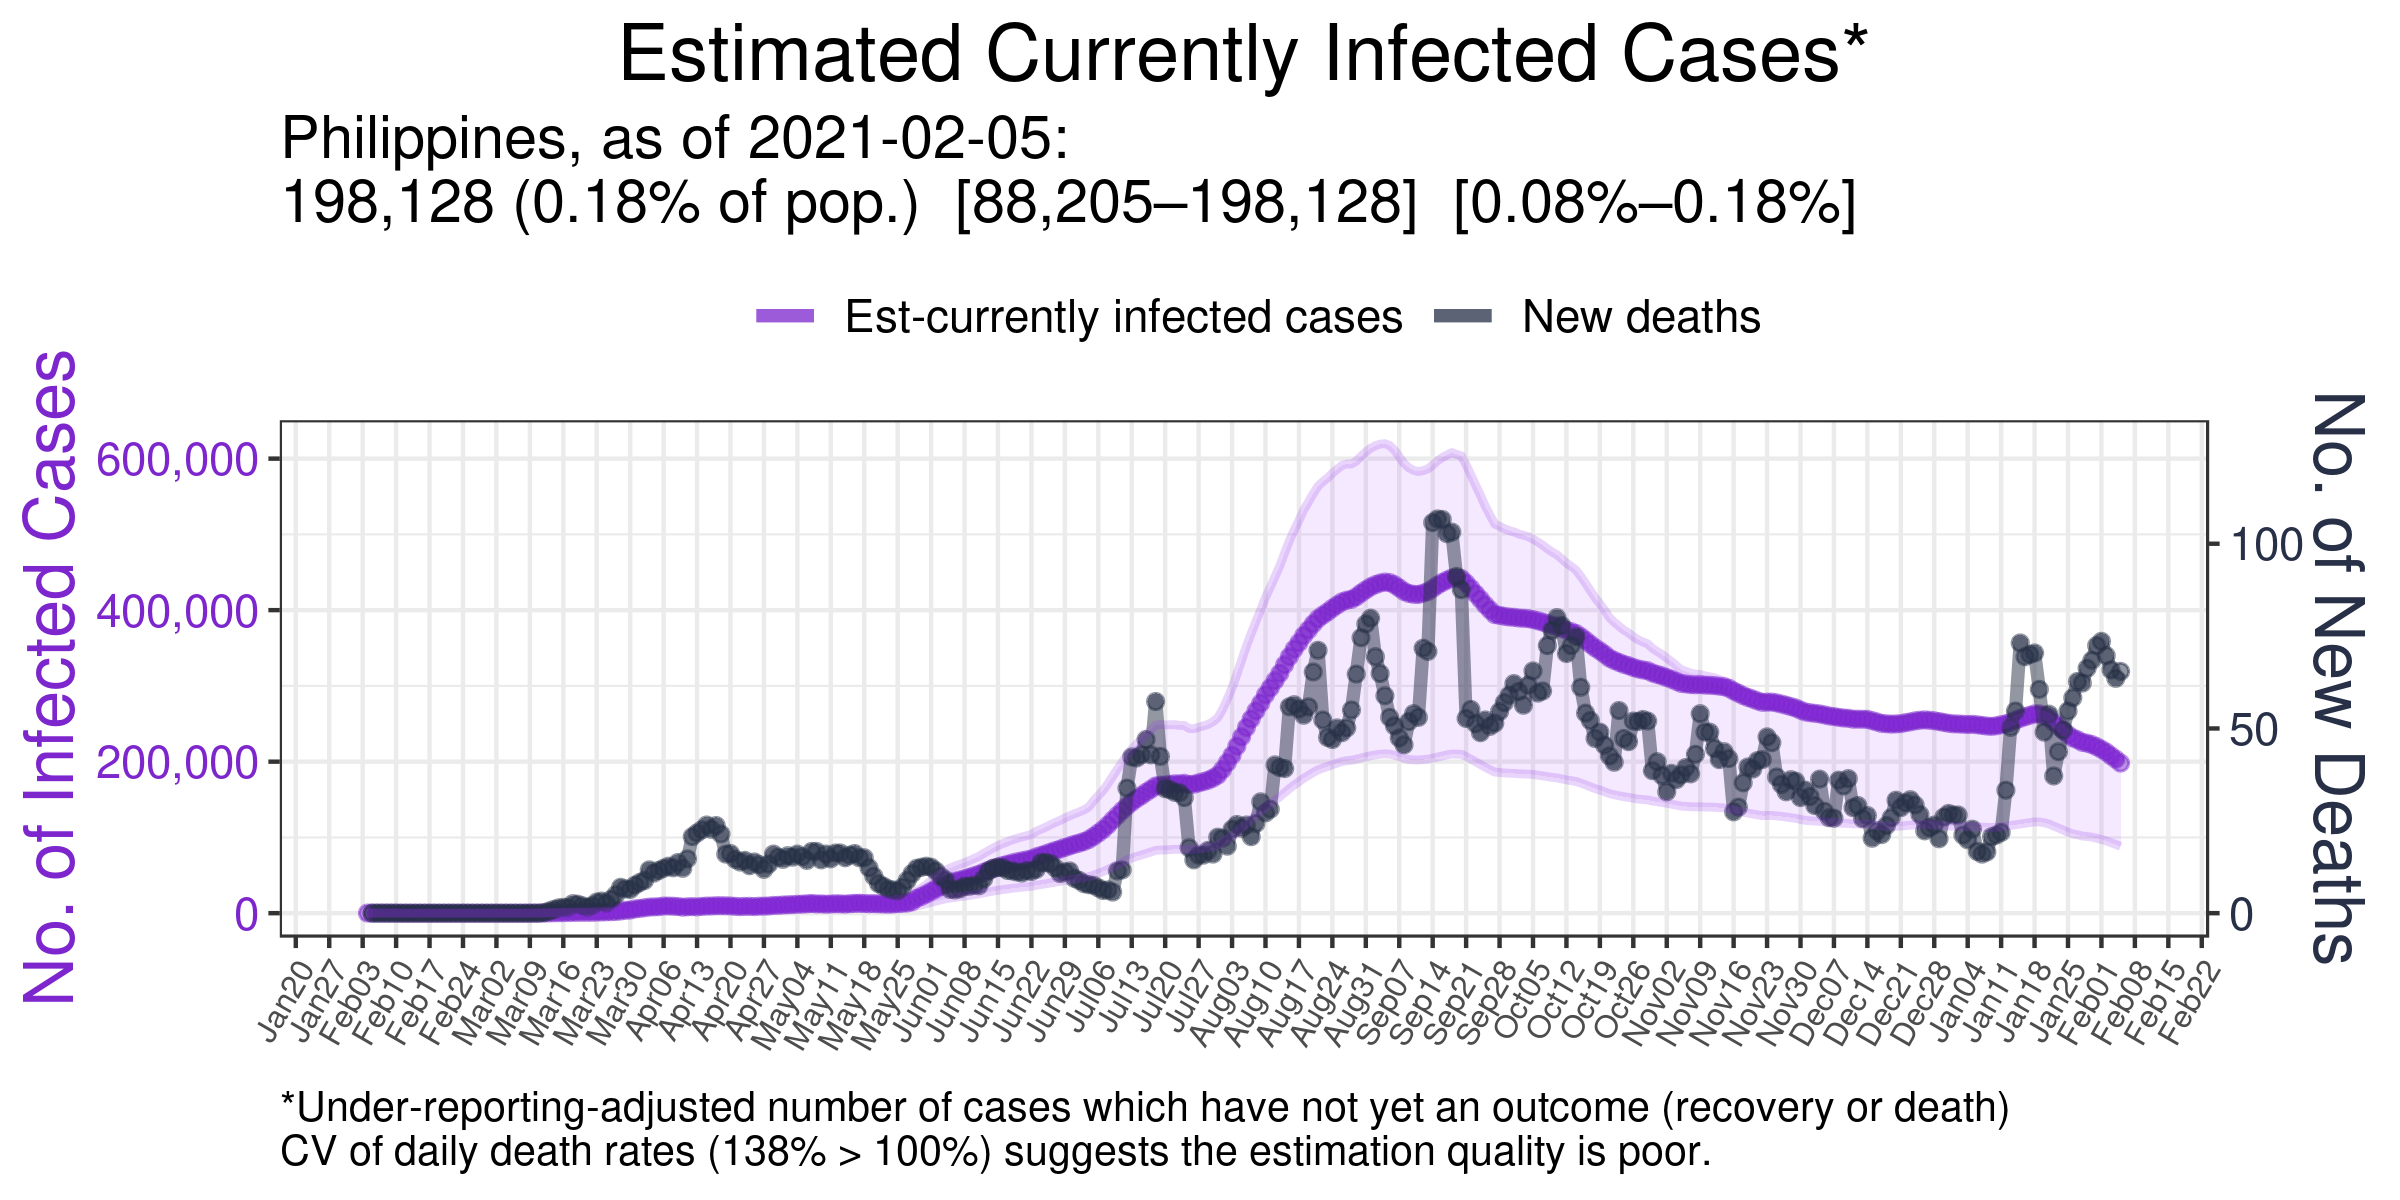 Estimated Currently Infected Cases*
Philippines, as of 2021-02-05:
198,128 (0.18% of pop.)  [88,205–198,128]  [0.08%–0.18%]
Est-currently infected cases
New deaths
No. of Infected Cases
600,000
400,000
200,000
0
No. of New Deaths
100
50
0
Jan20
Jan27
Feb03
Feb10
Feb17
Feb24
Mar02
Mar09
Mar16
Mar23
Mar30
Apr06
Apr13
Apr20
Apr27
May04
May11
May18
May25
Jun01
Jun08
Jun15
Jun22
Jun29
Jul06
Jul13
Jul20
Jul27
Aug03
Aug10
Aug17
Aug24
Aug31
Sep07
Sep14
Sep21
Sep28
Oct05
Oct12
Oct19
Oct26
Nov02
Nov09
Nov16
Nov23
Nov30
Dec07
Dec14
Dec21
Dec28
Jan04
Jan11
Jan18
Jan25
Feb01
Feb08
Feb15
Feb22
*Under-reporting-adjusted number of cases which have not yet an outcome (recovery or death)
CV of daily death rates (138% > 100%) suggests the estimation quality is poor.